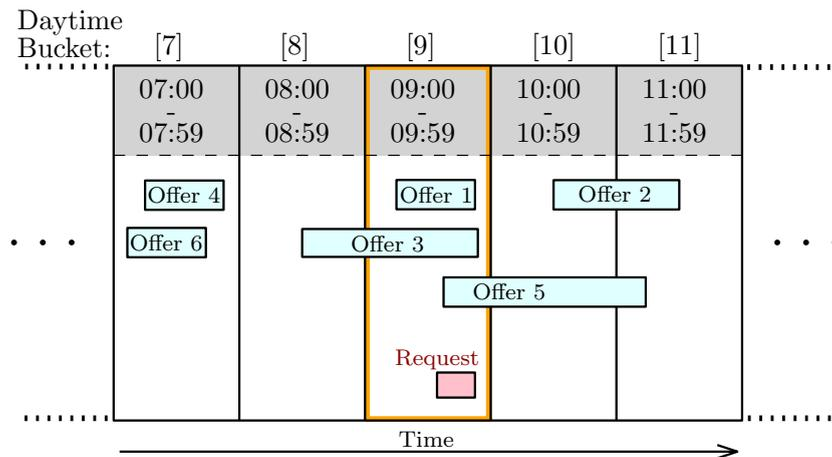 Daytime
Bucket: [7] [8] [9] [10] [11]
07:00 08:00 09:00 10:00 11:00
- - - - -
07:59 08:59 09:59 10:59 11:59
Offer 4 Offer 1 Offer 2
Offer 6 Offer 3
Offer 5
Request
Time